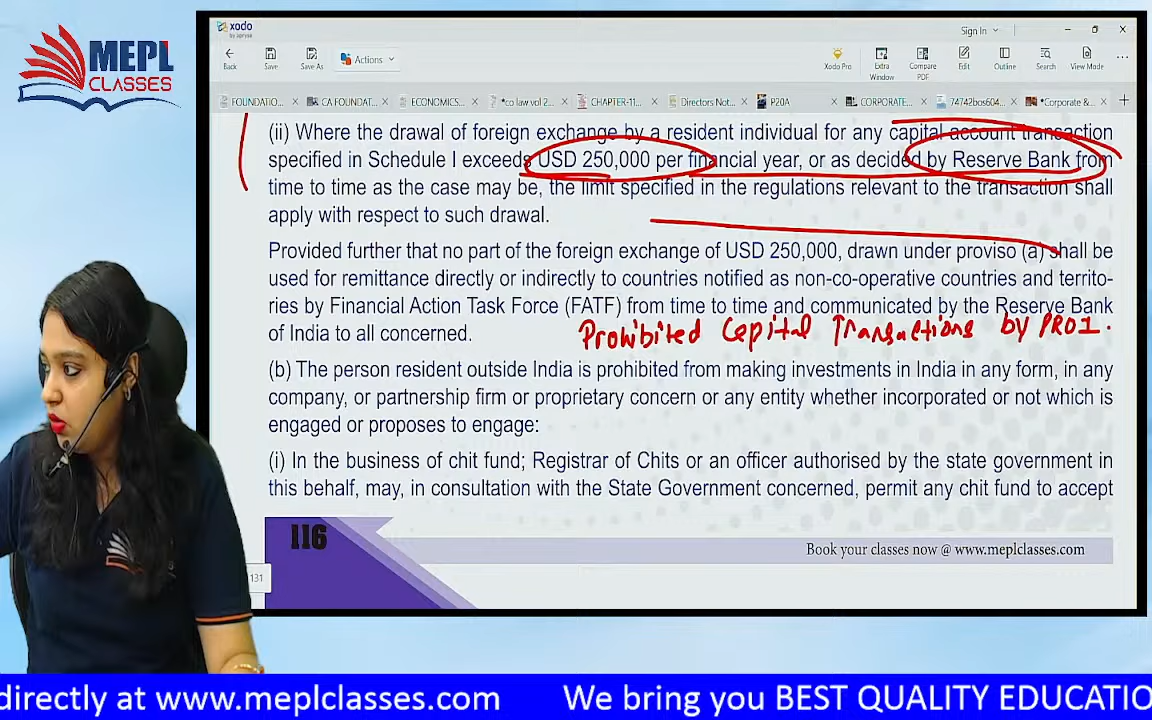 MEPL
CLASSES
xodo
by apryse
Sign In
Back
Save
Save As
Actions
Xodo Pro
Extra Window
Compare PDF
Edit
Outline
Search
View Mode
FOUNDATIO...
CA FOUNDAT...
ECONOMICS...
*co law vol 2...
CHAPTER-11...
Directors Not...
P20A
CORPORATE...
74742bos604...
*Corporate &...
(ii) Where the drawal of foreign exchange by a resident individual for any capital account transaction
specified in Schedule I exceeds USD 250,000 per financial year, or as decided by Reserve Bank from
time to time as the case may be, the limit specified in the regulations relevant to the transaction shall
apply with respect to such drawal.
Provided further that no part of the foreign exchange of USD 250,000, drawn under proviso (a) shall be
used for remittance directly or indirectly to countries notified as non-co-operative countries and territo-
ries by Financial Action Task Force (FATF) from time to time and communicated by the Reserve Bank
of India to all concerned.
Prohibited Capital Transactions by PROI.
(b) The person resident outside India is prohibited from making investments in India in any form, in any
company, or partnership firm or proprietary concern or any entity whether incorporated or not which is
engaged or proposes to engage:
(i) In the business of chit fund; Registrar of Chits or an officer authorised by the state government in
this behalf, may, in consultation with the State Government concerned, permit any chit fund to accept
116
131
Book your classes now @ www.meplclasses.com
directly at www.meplclasses.com We bring you BEST QUALITY EDUCATIO